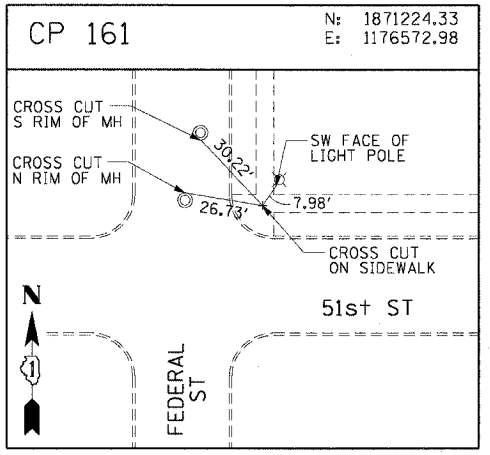 CP 161
N: 1871224.33
E: 1176572.98
CROSS CUT
S RIM OF MH
30.22'
SW FACE OF
LIGHT POLE
CROSS CUT
N RIM OF MH
26.73'
7.98'
CROSS CUT
ON SIDEWALK
N
51st ST
1
FEDERAL
ST